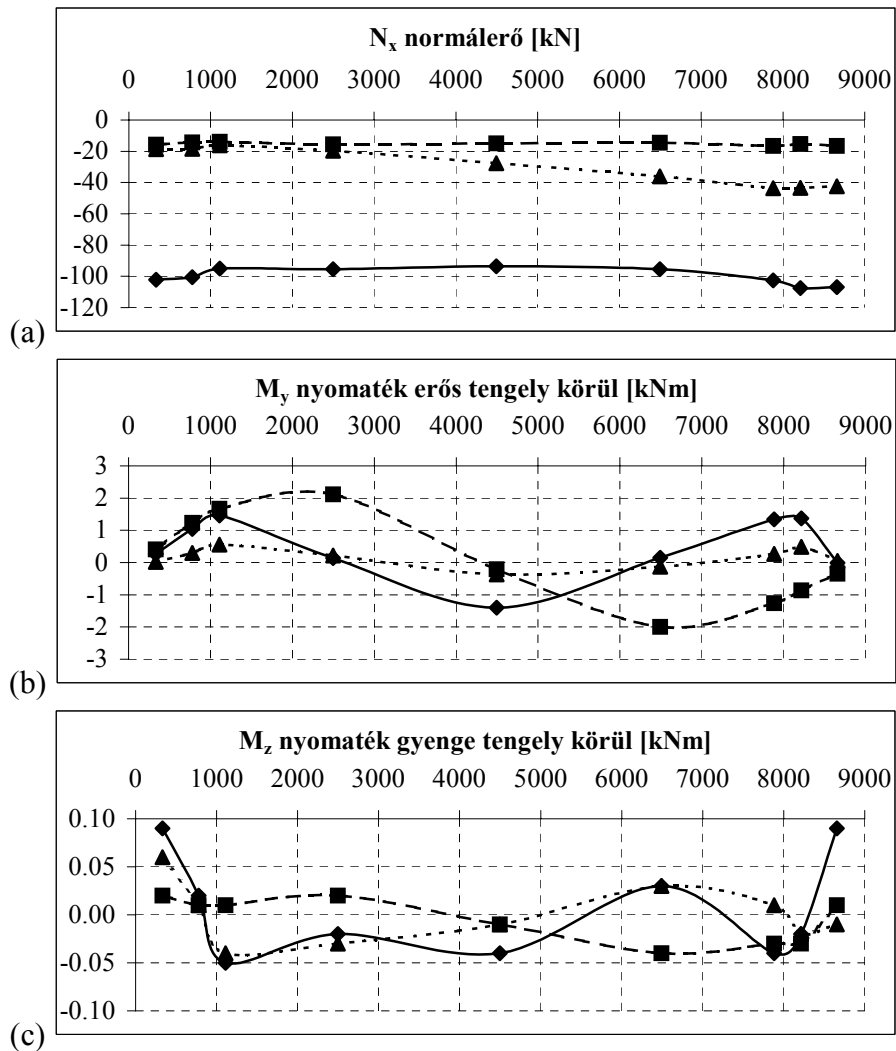 Nx normálerő [kN]
0 1000 2000 3000 4000 5000 6000 7000 8000 9000
0
-20
-40
-60
-80
-100
-120
(a)
My nyomaték erős tengely körül [kNm]
0 1000 2000 3000 4000 5000 6000 7000 8000 9000
3
2
1
0
-1
-2
-3
(b)
Mz nyomaték gyenge tengely körül [kNm]
0 1000 2000 3000 4000 5000 6000 7000 8000 9000
0.10
0.05
0.00
-0.05
-0.10
(c)